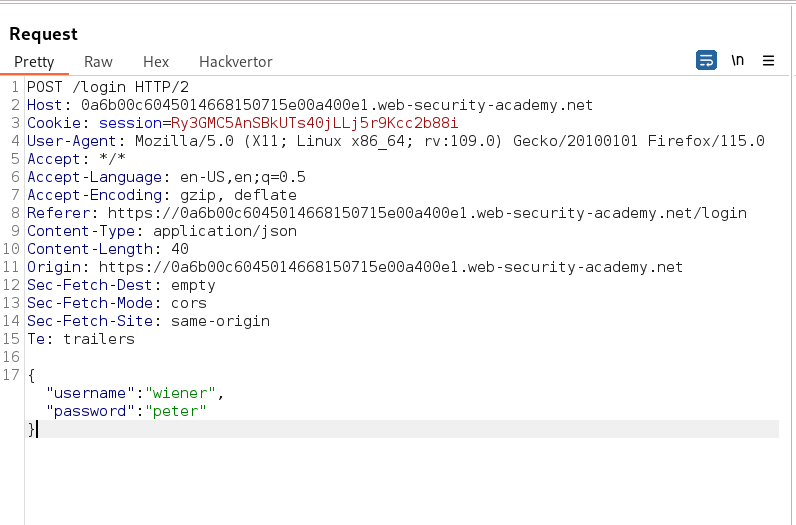 Request
Pretty Raw Hex Hackvertor \n
1 POST /login HTTP/2
2 Host: 0a6b00c6045014668150715e00a400e1.web-security-academy.net
3 Cookie: session=Ry3GMC5AnSBkUTs40jLLj5r9Kcc2b88i
4 User-Agent: Mozilla/5.0 (X11; Linux x86_64; rv:109.0) Gecko/20100101 Firefox/115.0
5 Accept: */*
6 Accept-Language: en-US,en;q=0.5
7 Accept-Encoding: gzip, deflate
8 Referer: https://0a6b00c6045014668150715e00a400e1.web-security-academy.net/login
9 Content-Type: application/json
10 Content-Length: 40
11 Origin: https://0a6b00c6045014668150715e00a400e1.web-security-academy.net
12 Sec-Fetch-Dest: empty
13 Sec-Fetch-Mode: cors
14 Sec-Fetch-Site: same-origin
15 Te: trailers
16
17 {
"username":"wiener",
"password":"peter"
}